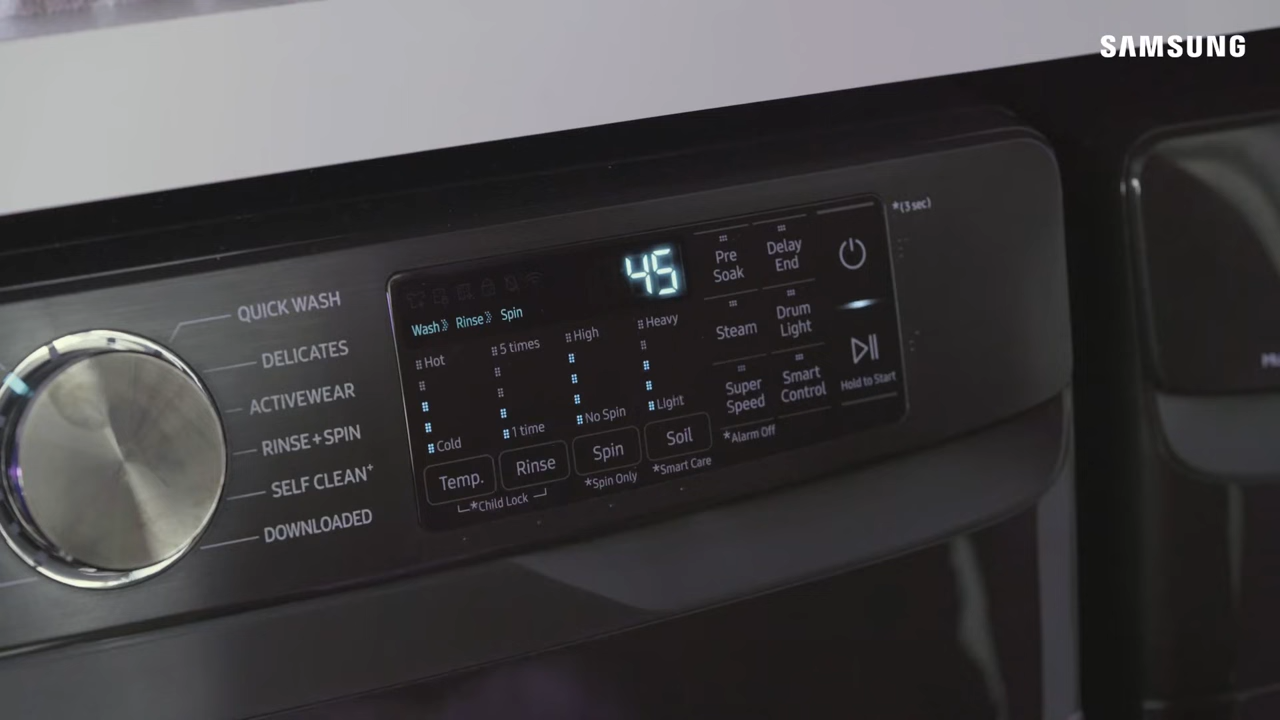 SAMSUNG
*(3 sec)
QUICK WASH
DELICATES
ACTIVEWEAR
RINSE+SPIN
SELF CLEAN+
DOWNLOADED
45
Wash Rinse Spin
Hot
Cold
Temp.
5 times
1 time
Rinse
*Child Lock
High
No Spin
Spin
*Spin Only
Heavy
Light
Soil
*Smart Care
Pre
Soak
Delay
End
Steam
Drum
Light
Super
Speed
Smart
Control
*Alarm Off
Hold to Start